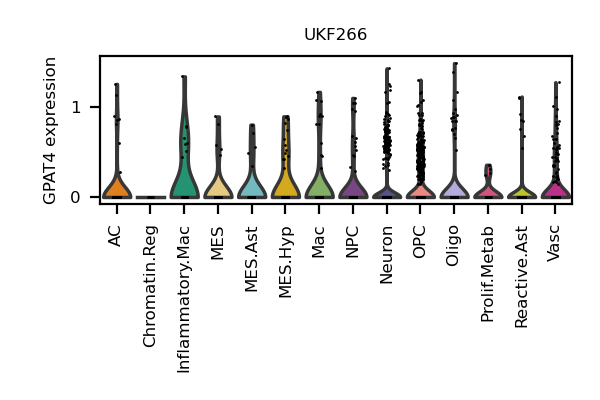 UKF266
GPAT4 expression
1
0
AC
Chromatin.Reg
Inflammatory.Mac
MES
MES.Ast
MES.Hyp
Mac
NPC
Neuron
OPC
Oligo
Prolif.Metab
Reactive.Ast
Vasc